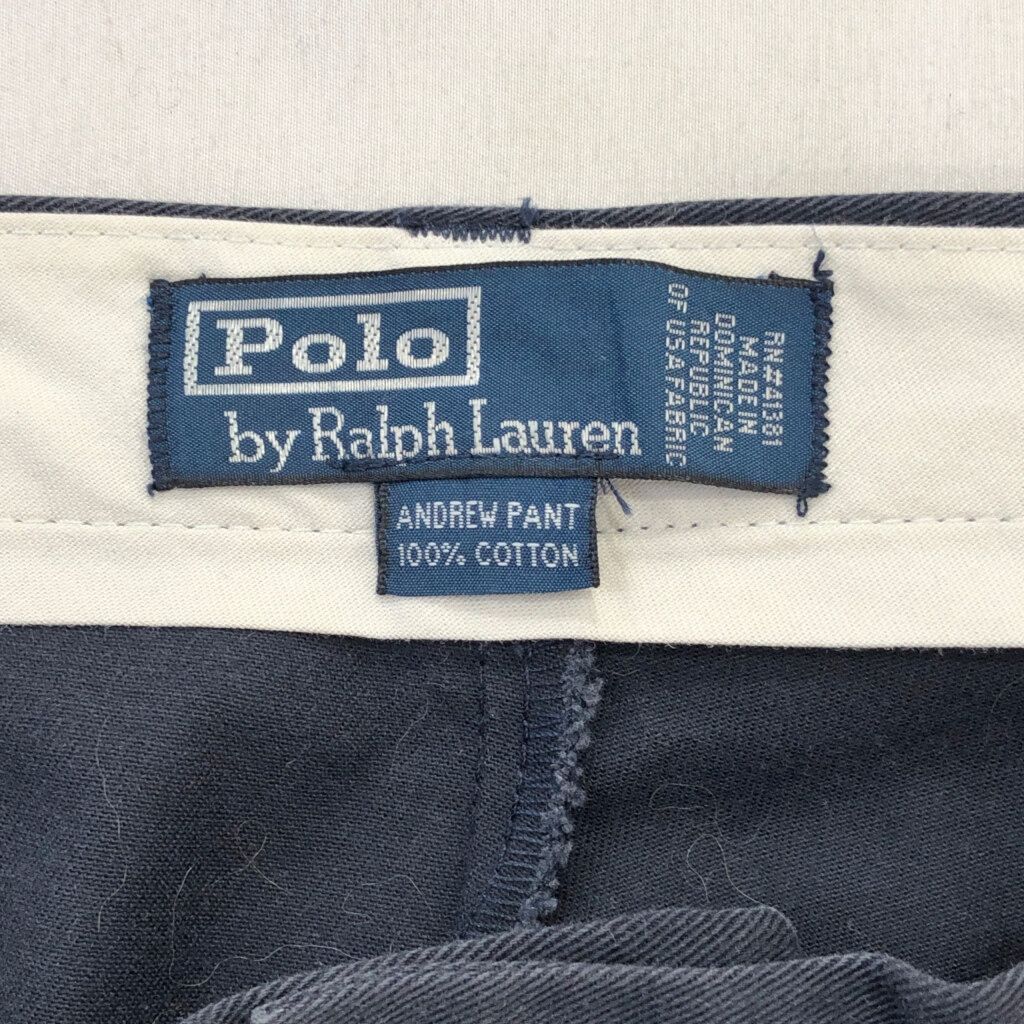 Polo
by Ralph Lauren
RN#41381
MADE IN
DOMINICAN
REPUBLIC
OF USA FABRIC
ANDREW PANT
100% COTTON